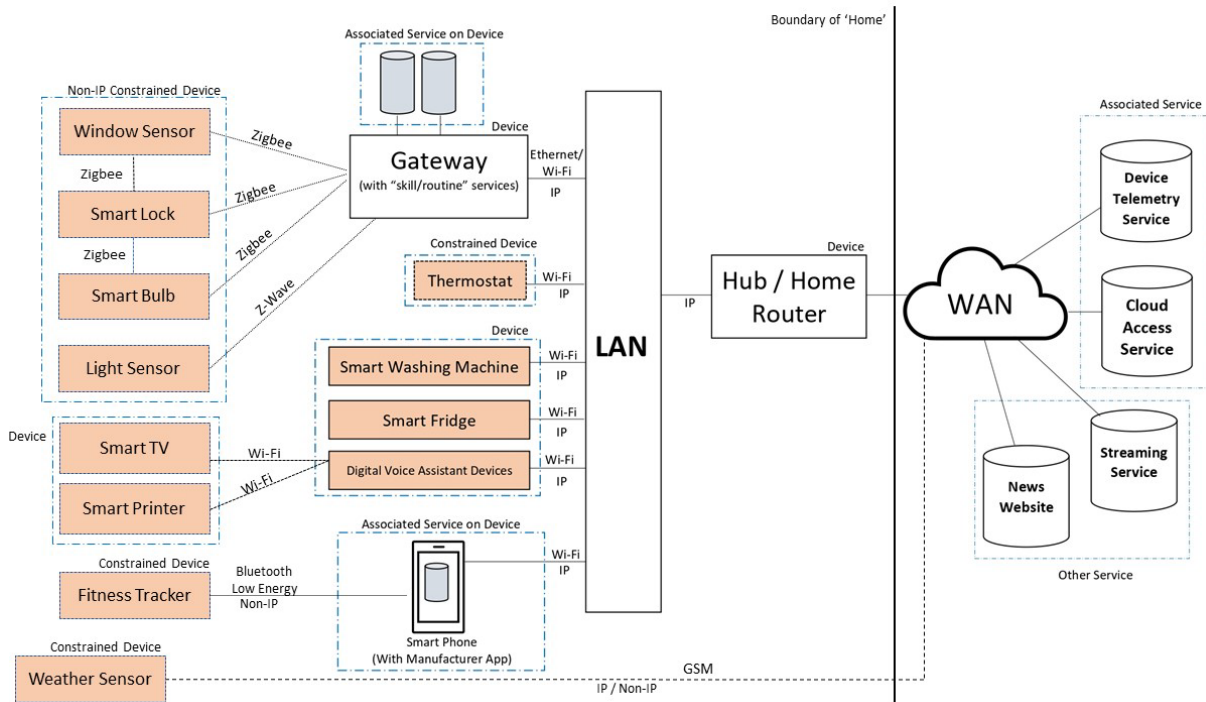 Boundary of ‘Home’
Associated Service on Device
Non-IP Constrained Device
Window Sensor
Zigbee
Zigbee
Smart Lock
Zigbee
Zigbee
Smart Bulb
Zigbee
Light Sensor
Z-Wave
Device
Gateway
(with “skill/routine” services)
Ethernet/
Wi-Fi
IP
Constrained Device
Thermostat
Wi-Fi
IP
Device
Smart Washing Machine
Wi-Fi
IP
Smart Fridge
Wi-Fi
IP
Digital Voice Assistant Devices
Wi-Fi
IP
Device
Smart TV
Wi-Fi
Smart Printer
Wi-Fi
Associated Service on Device
Wi-Fi
IP
Smart Phone
(With Manufacturer App)
Constrained Device
Fitness Tracker
Bluetooth
Low Energy
Non-IP
Constrained Device
Weather Sensor
GSM
IP / Non-IP
LAN
IP
Device
Hub / Home
Router
WAN
Associated Service
Device
Telemetry
Service
Cloud
Access
Service
Streaming
Service
News
Website
Other Service